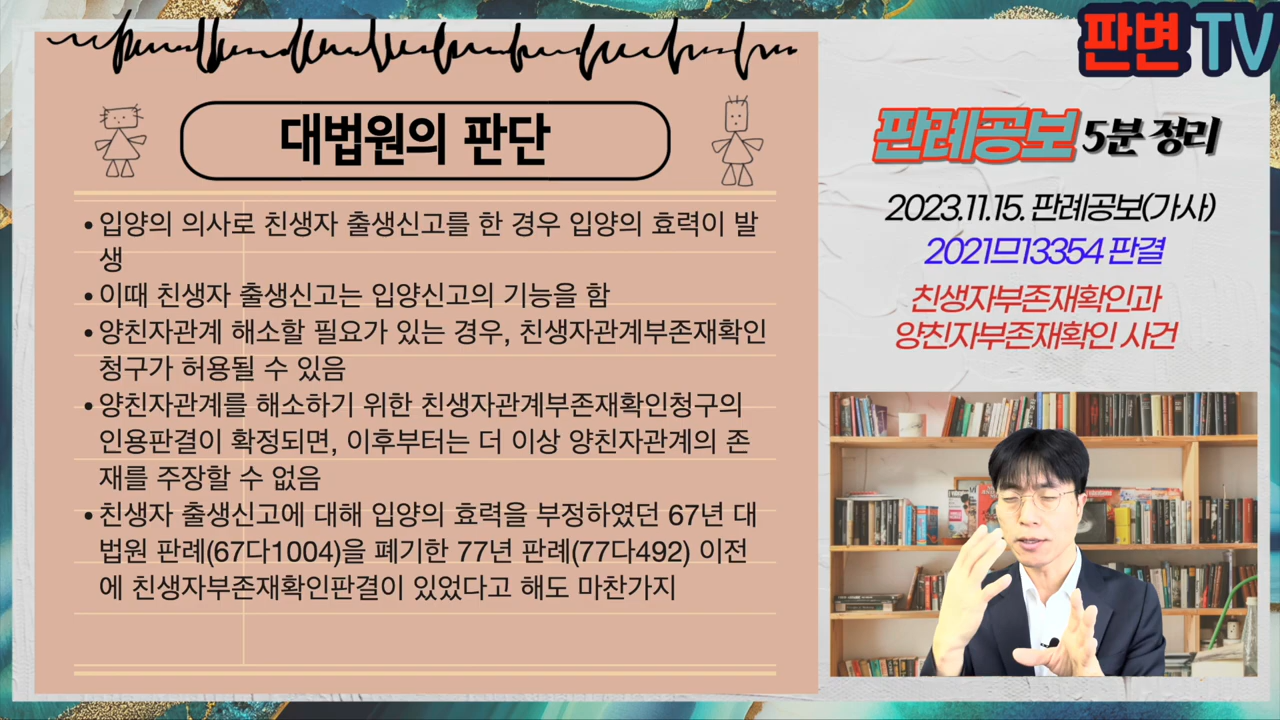 판변 TV
대법원의 판단
• 입양의 의사로 친생자 출생신고를 한 경우 입양의 효력이 발
생
• 이때 친생자 출생신고는 입양신고의 기능을 함
• 양친자관계 해소할 필요가 있는 경우, 친생자관계부존재확인
청구가 허용될 수 있음
• 양친자관계를 해소하기 위한 친생자관계부존재확인청구의
인용판결이 확정되면, 이후부터는 더 이상 양친자관계의 존
재를 주장할 수 없음
• 친생자 출생신고에 대해 입양의 효력을 부정하였던 67년 대
법원 판례(67다1004)을 폐기한 77년 판례(77다492) 이전
에 친생자부존재확인판결이 있었다고 해도 마찬가지
판례공보 5분 정리
2023.11.15. 판례공보(가사)
2021므13354 판결
친생자부존재확인과
양친자부존재확인 사건